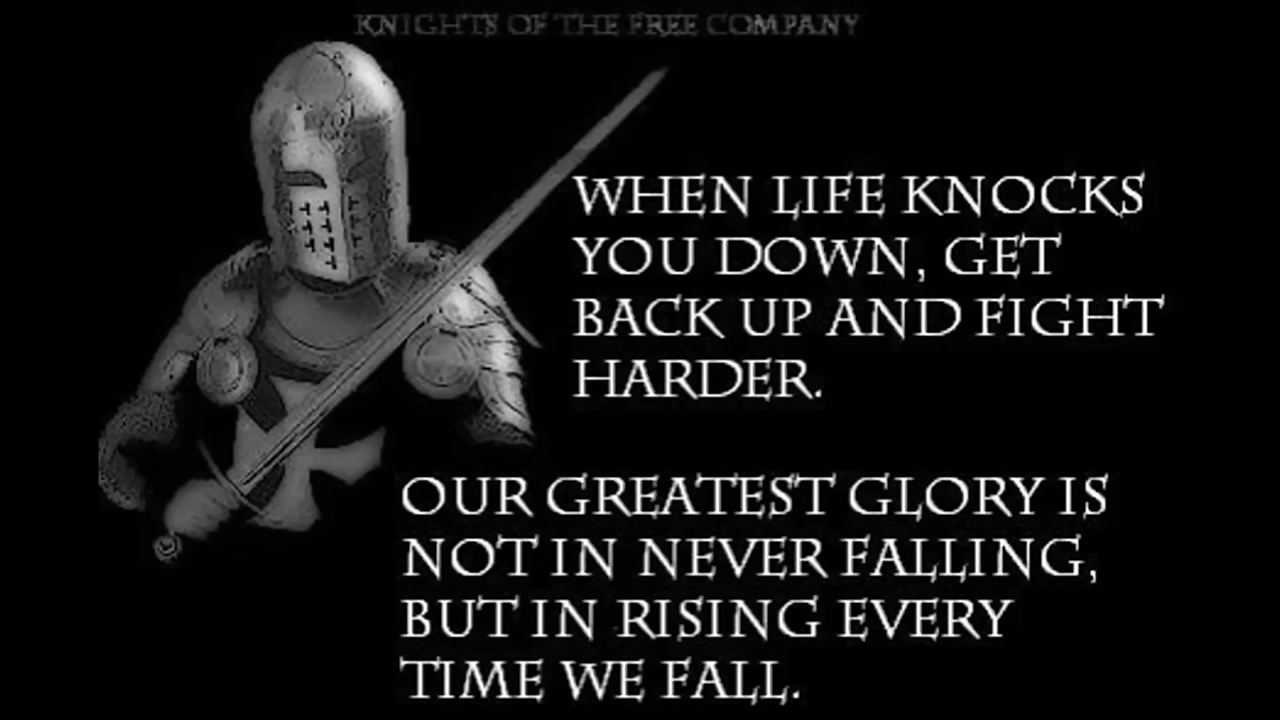 KNIGHTS OF THE FREE COMPANY
WHEN LIFE KNOCKS
YOU DOWN, GET
BACK UP AND FIGHT
HARDER.
OUR GREATEST GLORY IS
NOT IN NEVER FALLING,
BUT IN RISING EVERY
TIME WE FALL.